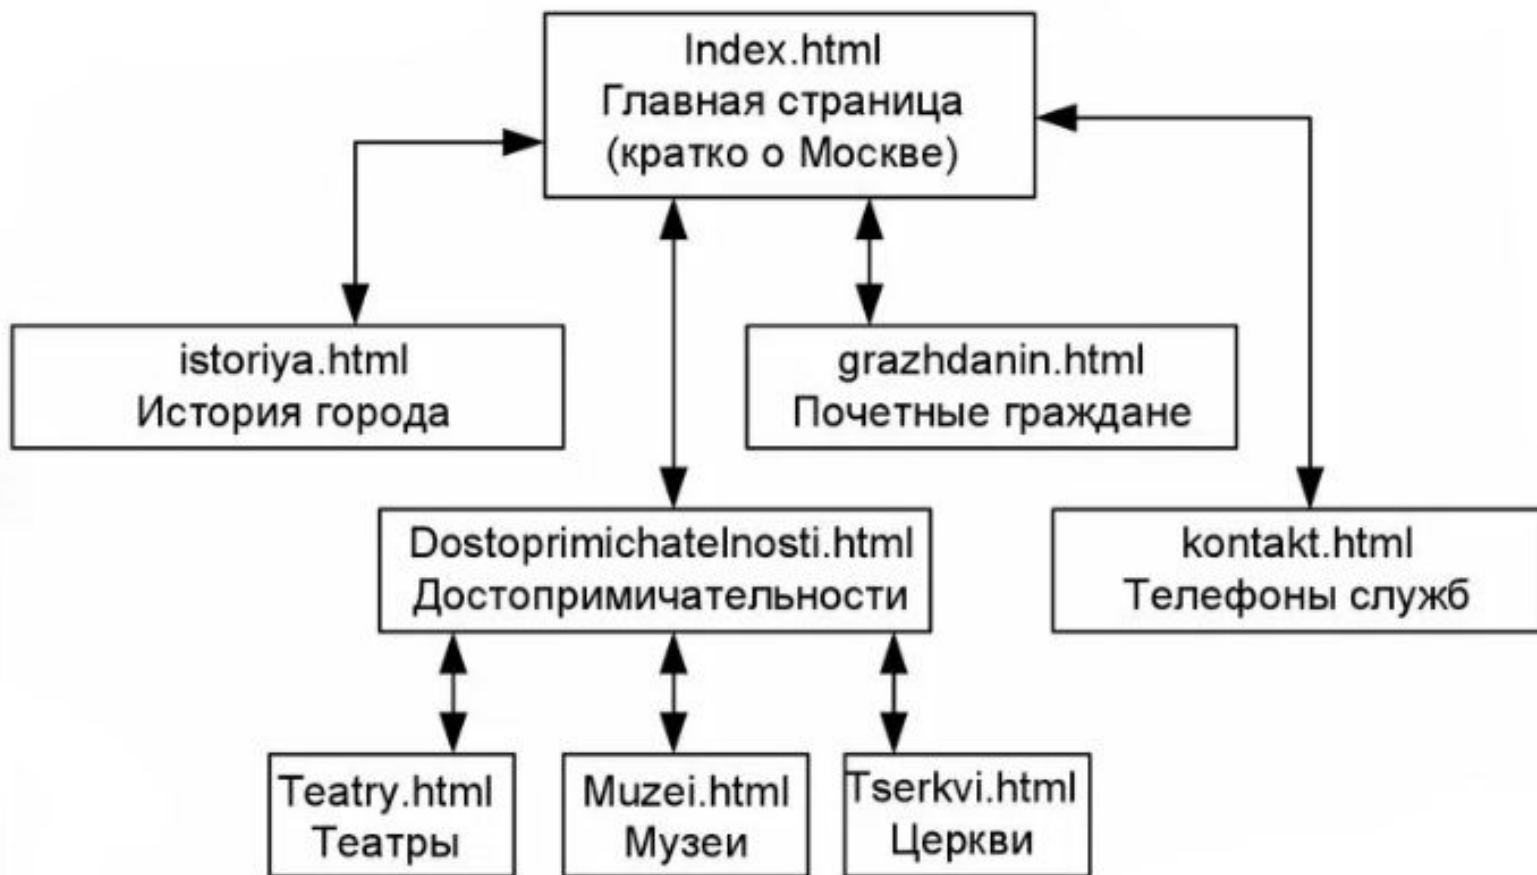 Index.html
Главная страница
(кратко о Москве)
istoriya.html
История города
grazhdanin.html
Почетные граждане
Dostoprimichatelnosti.html
Достопримичательности
kontakt.html
Телефоны служб
Teatry.html
Театры
Muzei.html
Музеи
Tserkvi.html
Церкви